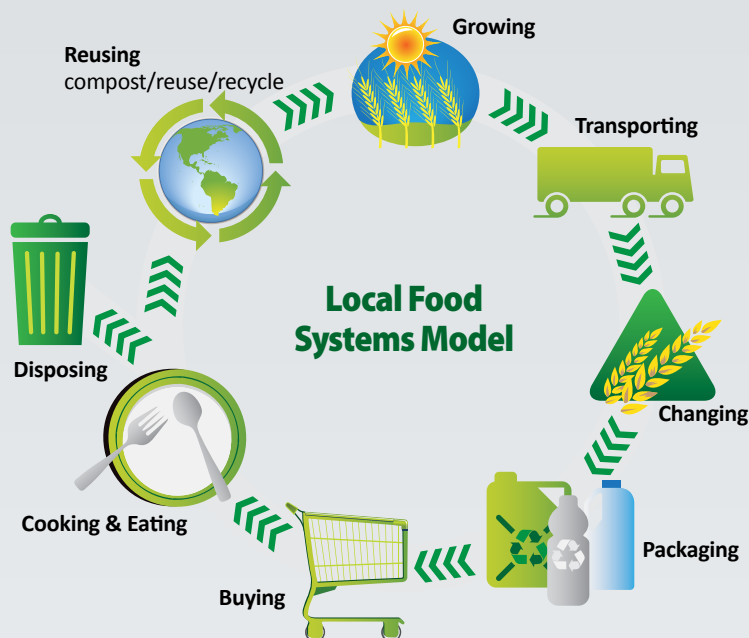 Growing
Reusing
compost/reuse/recycle
Transporting
Local Food
Systems Model
Disposing
Changing
Cooking & Eating
Packaging
Buying